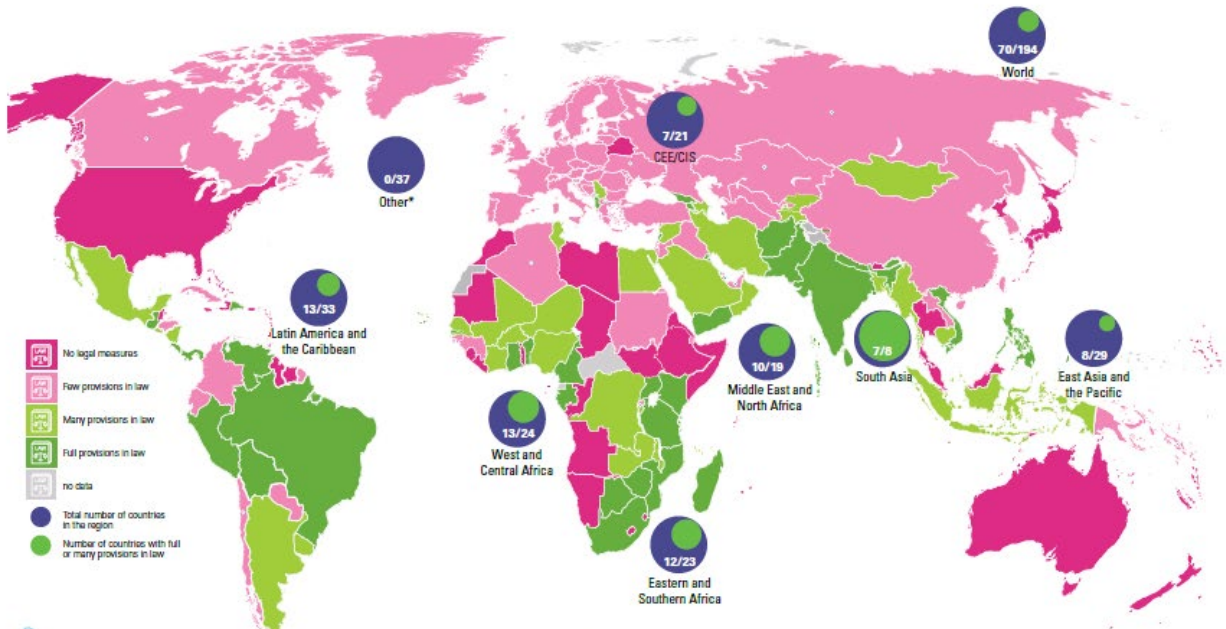 70/194
World
7/21
CEE/CIS
0/37
Other*
13/33
Latin America and
the Caribbean
No legal measures
Few provisions in law
Many provisions in law
Full provisions in law
no data
Total number of countries
in the region
Number of countries with full
or many provisions in law
13/24
West and
Central Africa
10/19
Middle East and
North Africa
7/8
South Asia
8/29
East Asia and
the Pacific
12/23
Eastern and
Southern Africa